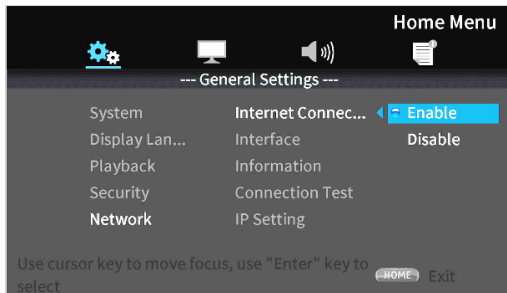 Home Menu
--- General Settings ---
System Internet Connec... Enable
Display Lan... Interface Disable
Playback Information
Security Connection Test
Network IP Setting
Use cursor key to move focus, use "Enter" key to
select
HOME Exit